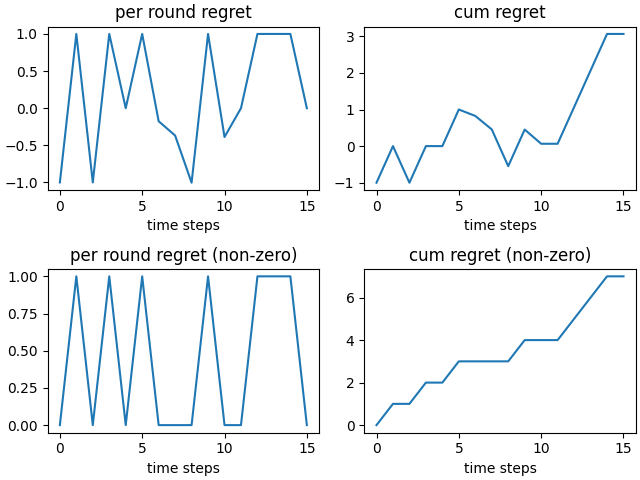 per round regret
1.0
0.5
0.0
−0.5
−1.0
0 5 10 15
time steps
cum regret
3
2
1
0
−1
0 5 10 15
time steps
per round regret (non-zero)
1.00
0.75
0.50
0.25
0.00
0 5 10 15
time steps
cum regret (non-zero)
6
4
2
0
0 5 10 15
time steps